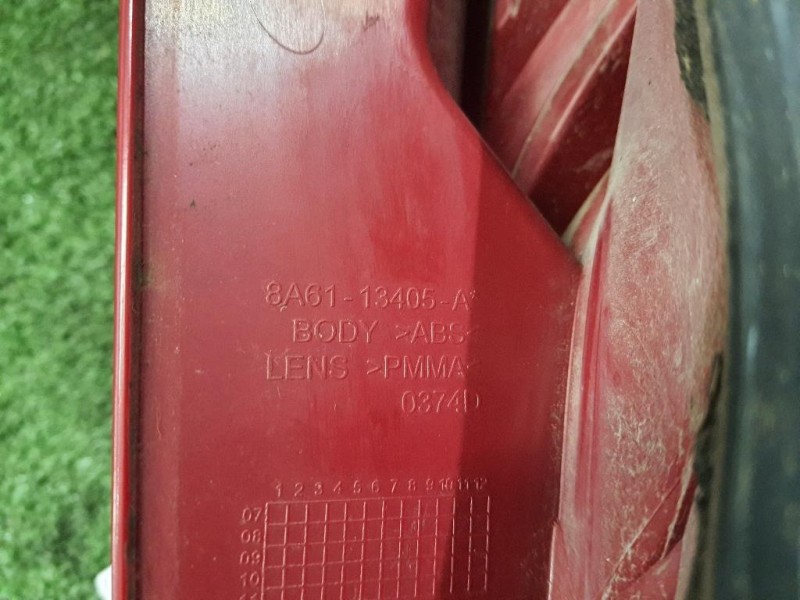 8A61-13405-A*
BODY >ABS<
LENS >PMMA<
0374D
1 2 3 4 5 6 7 8 9 10 11 12
07
08
09
10